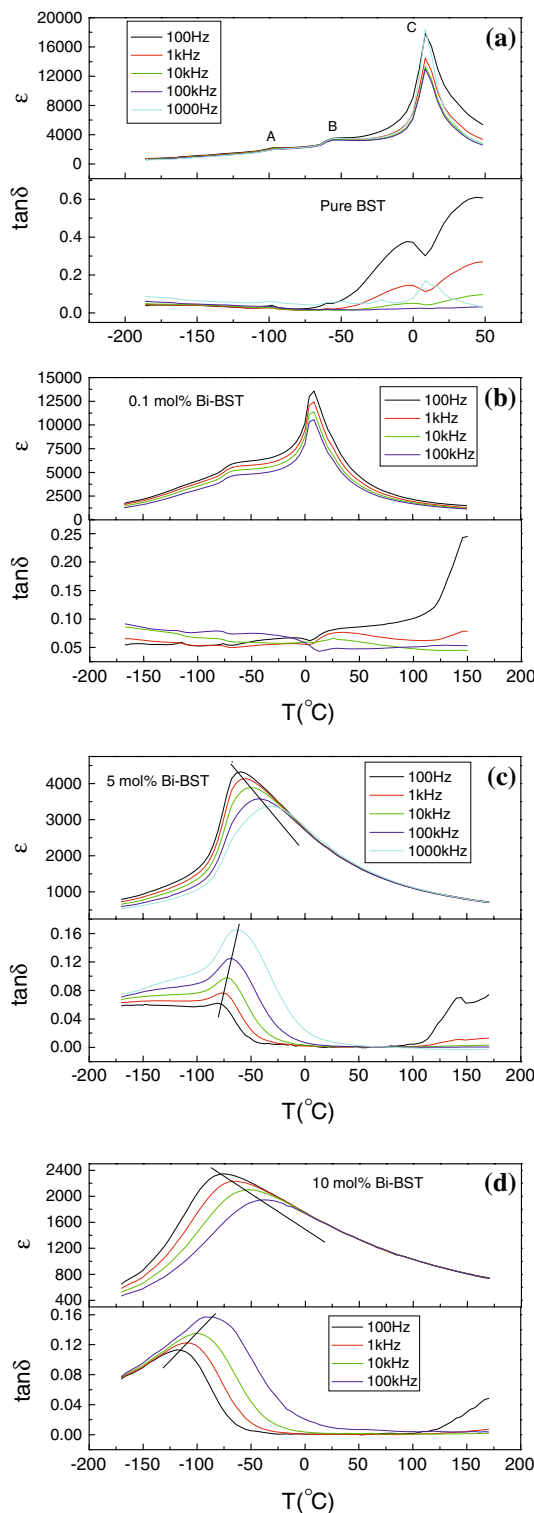 20000
16000
12000
8000
4000
0
ε
100Hz
1kHz
10kHz
100kHz
1000Hz
A
B
C
(a)
0.6
0.4
0.2
0.0
tanδ
Pure BST
-200 -150 -100 -50 0 50
15000
12500
10000
7500
5000
2500
0
ε
0.1 mol% Bi-BST
100Hz
1kHz
10kHz
100kHz
(b)
0.25
0.20
0.15
0.10
0.05
tanδ
-200 -150 -100 -50 0 50 100 150 200
T(°C)
4000
3000
2000
1000
ε
5 mol% Bi-BST
100Hz
1kHz
10kHz
100kHz
1000kHz
(c)
0.16
0.12
0.08
0.04
0.00
tanδ
-200 -150 -100 -50 0 50 100 150 200
T(°C)
2400
2000
1600
1200
800
400
ε
10 mol% Bi-BST
(d)
0.16
0.12
0.08
0.04
0.00
tanδ
100Hz
1kHz
10kHz
100kHz
-200 -150 -100 -50 0 50 100 150 200
T(°C)